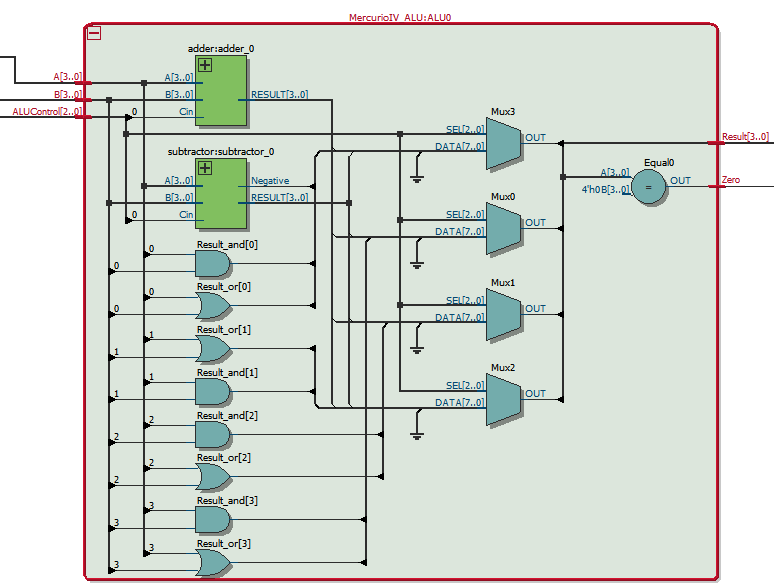 MercurioIV_ALU:ALU0
adder:adder_0
A[3..0]
B[3..0]
ALUControl[2..0]
A[3..0]
B[3..0]
0
Cin
RESULT[3..0]
subtractor:subtractor_0
A[3..0]
B[3..0]
0
Cin
Negative
RESULT[3..0]
Result_and[0]
0
0
Result_or[0]
0
0
Result_or[1]
1
1
Result_and[1]
1
1
Result_and[2]
2
2
Result_or[2]
2
2
Result_and[3]
3
3
Result_or[3]
3
3
Mux3
SEL[2..0]
DATA[7..0]
OUT
Mux0
SEL[2..0]
DATA[7..0]
OUT
Mux1
SEL[2..0]
DATA[7..0]
OUT
Mux2
SEL[2..0]
DATA[7..0]
OUT
Equal0
A[3..0]
4'h0 B[3..0]
=
OUT
Result[3..0]
Zero